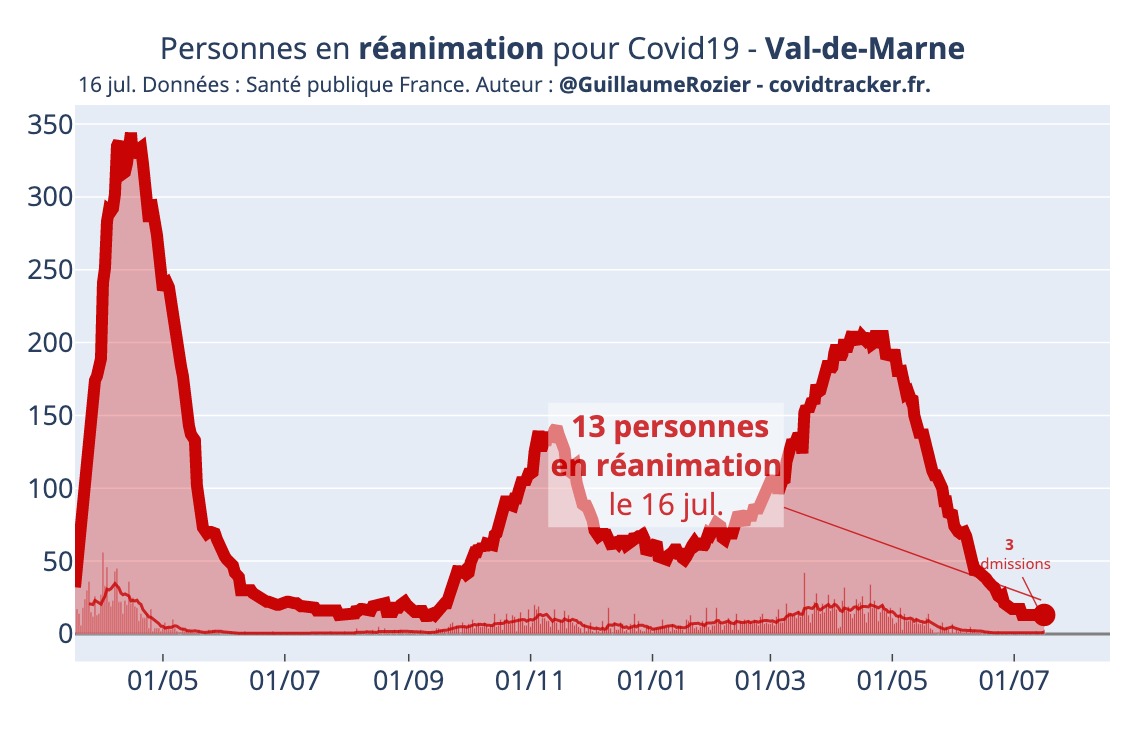 Personnes en réanimation pour Covid19 - Val-de-Marne
16 jul. Données : Santé publique France. Auteur : @GuillaumeRozier - covidtracker.fr.
350
300
250
200
150
100
50
0
13 personnes
en réanimation
le 16 jul.
3
dmissions
01/05 01/07 01/09 01/11 01/01 01/03 01/05 01/07